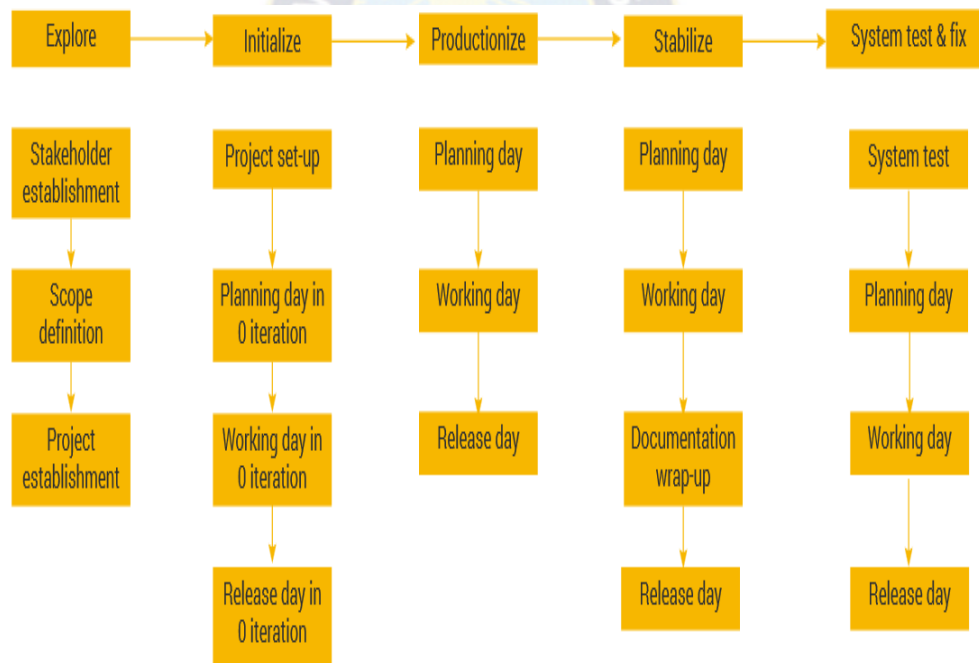 Explore
Initialize
Productionize
Stabilize
System test & fix
Stakeholder
establishment
Project set-up
Planning day
Planning day
System test
Scope
definition
Planning day in
0 iteration
Working day
Working day
Planning day
Project
establishment
Working day in
0 iteration
Release day
Documentation
wrap-up
Working day
Release day in
0 iteration
Release day
Release day